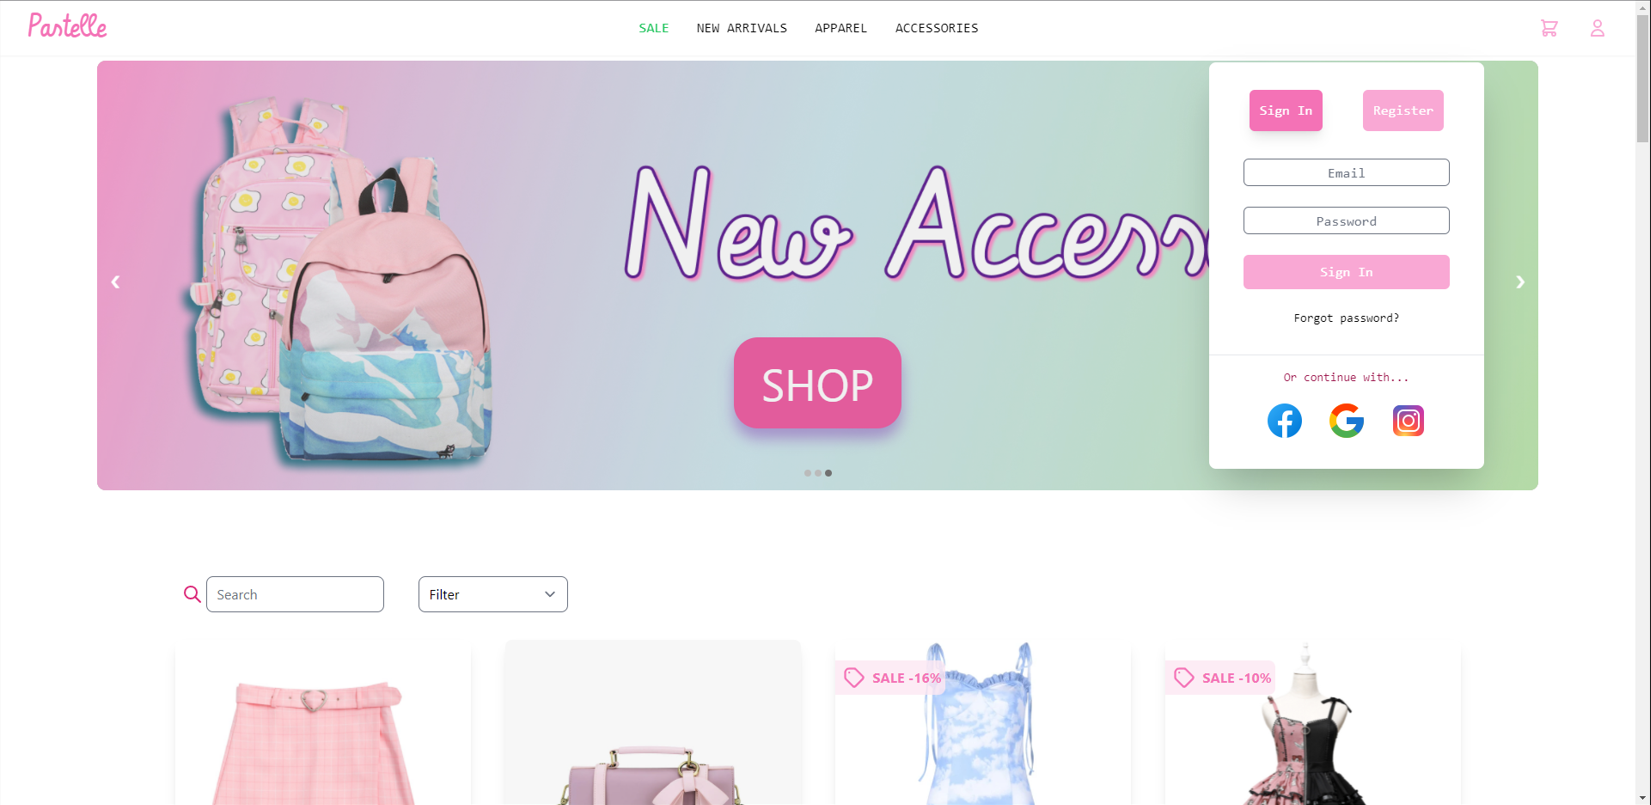 Pastelle
SALE NEW ARRIVALS APPAREL ACCESSORIES
New Access
SHOP
Sign In Register
Email
Password
Sign In
Forgot password?
Or continue with...
Search
Filter
SALE -16%
SALE -10%